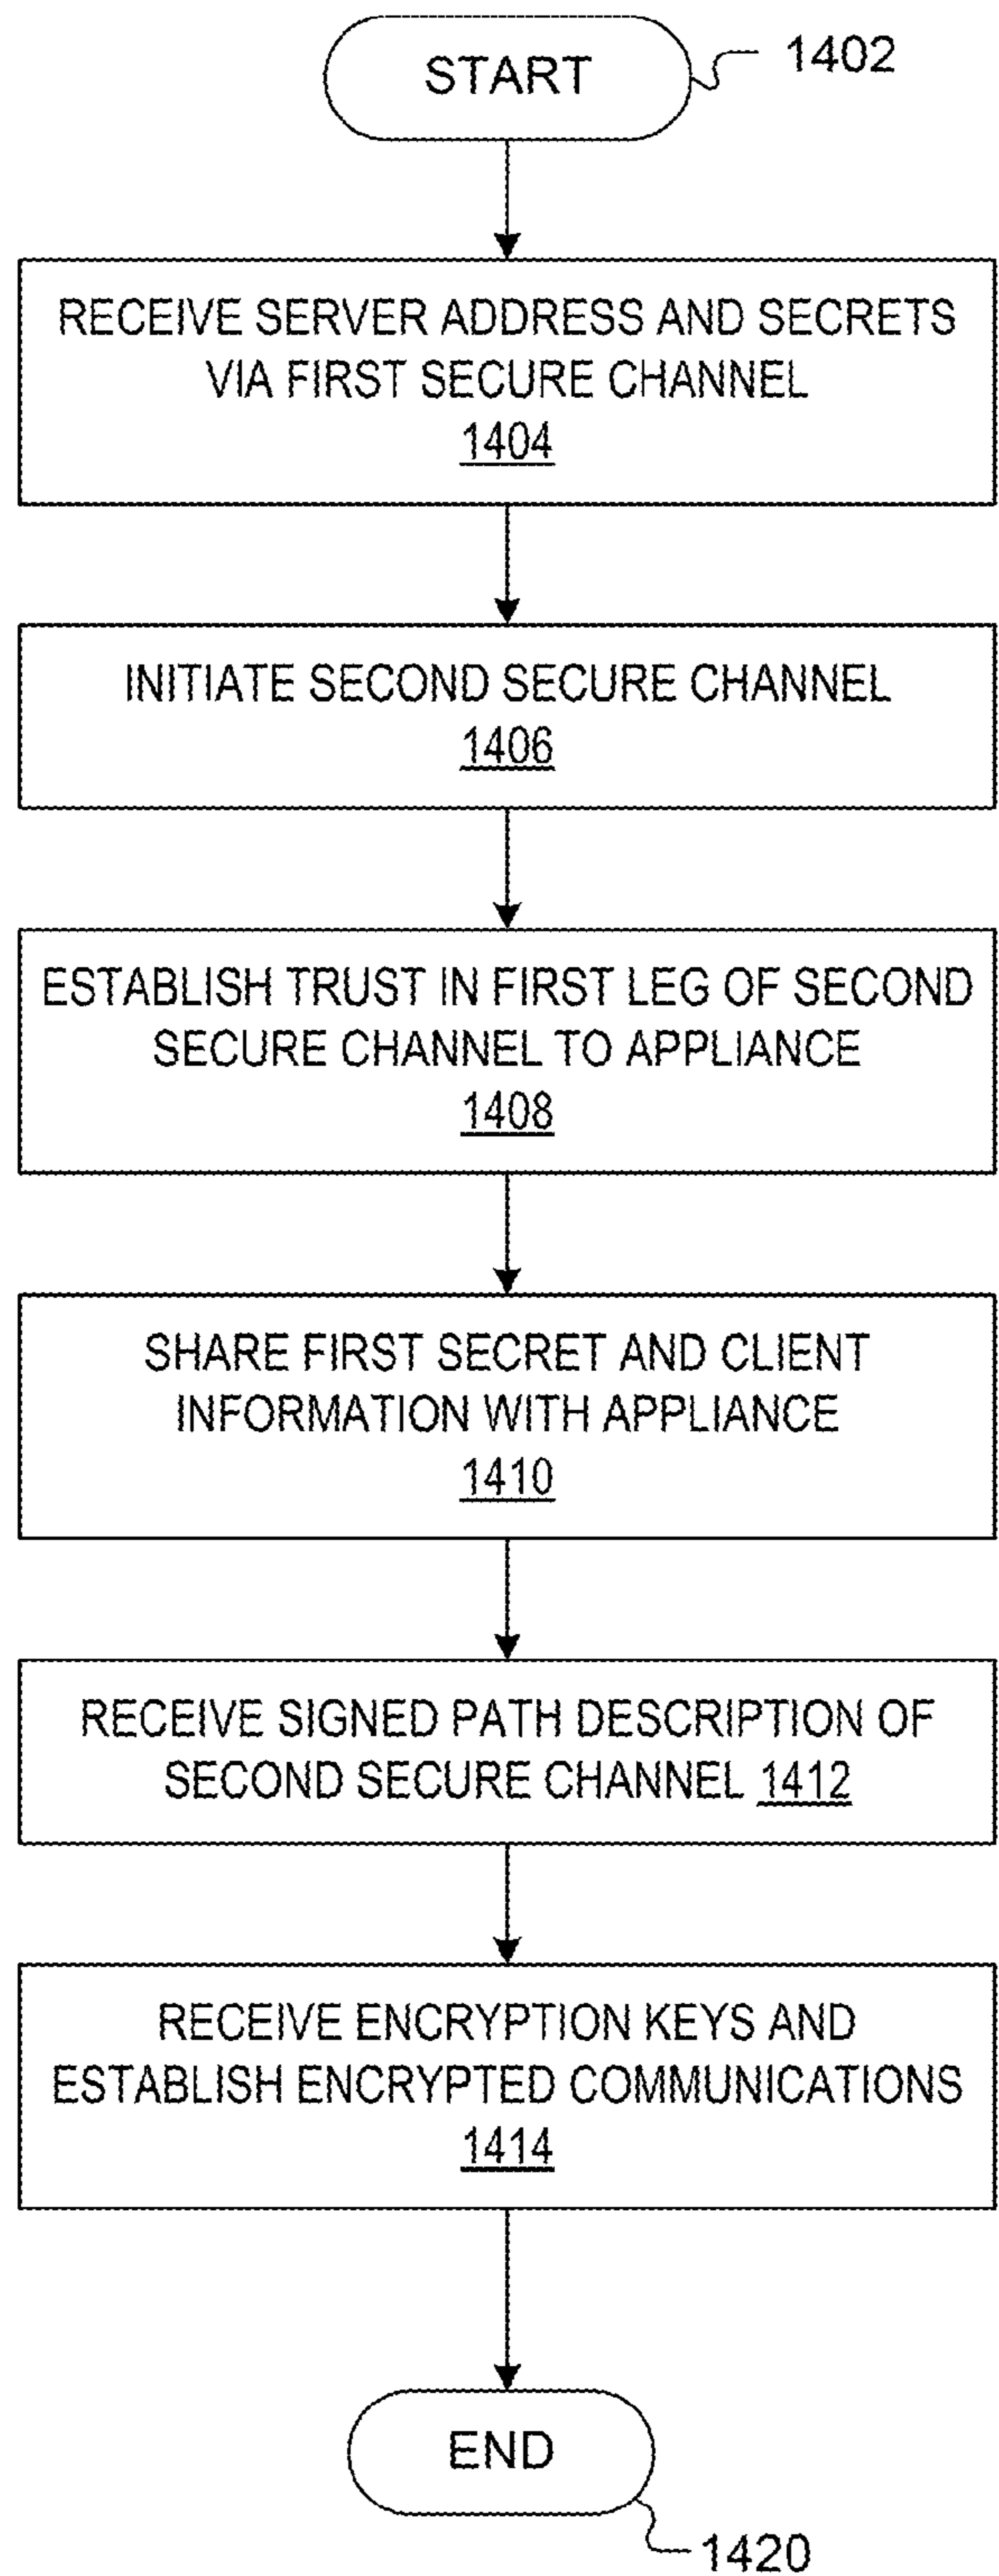 START
1402
RECEIVE SERVER ADDRESS AND SECRETS
VIA FIRST SECURE CHANNEL
1404
INITIATE SECOND SECURE CHANNEL
1406
ESTABLISH TRUST IN FIRST LEG OF SECOND
SECURE CHANNEL TO APPLIANCE
1408
SHARE FIRST SECRET AND CLIENT
INFORMATION WITH APPLIANCE
1410
RECEIVE SIGNED PATH DESCRIPTION OF
SECOND SECURE CHANNEL 1412
RECEIVE ENCRYPTION KEYS AND
ESTABLISH ENCRYPTED COMMUNICATIONS
1414
END
1420